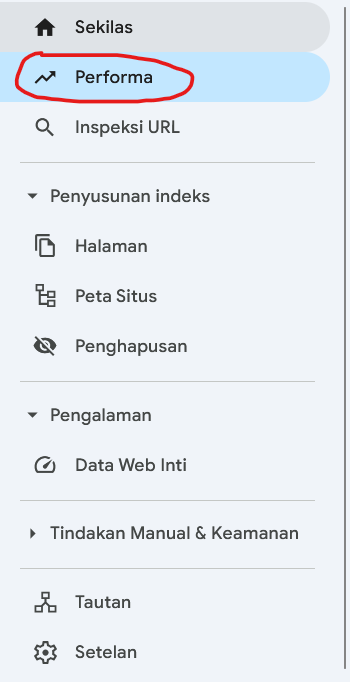 Sekilas
Performa
Inspeksi URL
Penyusunan indeks
Halaman
Peta Situs
Penghapusan
Pengalaman
Data Web Inti
Tindakan Manual & Keamanan
Tautan
Setelan